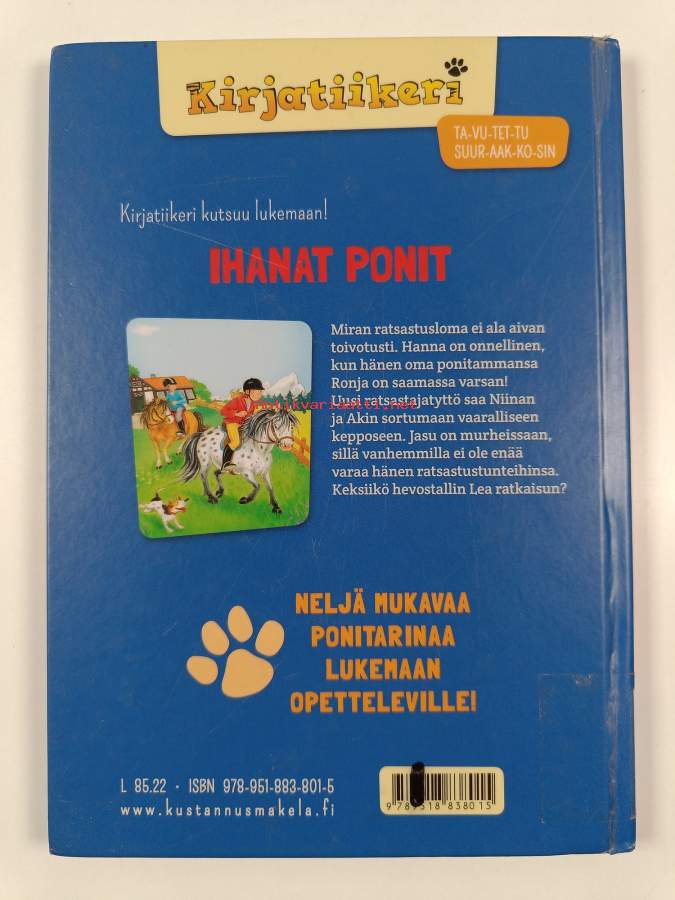 Kirjatiikeri
TA-VU-TET-TU
SUUR-AAK-KO-SIN
Kirjatiikeri kutsuu lukemaan!
IHANAT PONIT
Miran ratsastusloma ei ala aivan
toivotusti. Hanna on onnellinen,
kun hänen oma ponitammansa
Ronja on saamassa varsan!
Uusi ratsastajatyttö saa Niinan
ja Akin sortumaan vaaralliseen
kepposeen. Jasu on murheissaan,
sillä vanhemmilla ei ole enää
varaa hänen ratsastustunteihinsa.
Keksiikö hevostallin Lea ratkaisun?
NELJÄ MUKAVAA
PONITARINAA
LUKEMAAN
OPETTELEVILLE!
L 85.22 • ISBN 978-951-883-801-5
www.kustannusmakela.fi
9 789518 838015